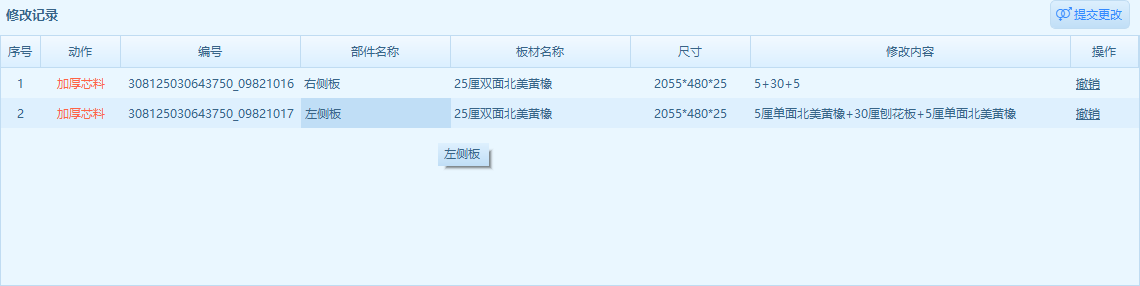 修改记录 提交更改
序号 动作 编号 部件名称 板材名称 尺寸 修改内容 操作
1 加厚芯料 308125030643750_09821016 右侧板 25厘双面北美黄橡 2055*480*25 5+30+5 撤销
2 加厚芯料 308125030643750_09821017 左侧板 25厘双面北美黄橡 2055*480*25 5厘单面北美黄橡+30厘刨花板+5厘单面北美黄橡 撤销
左侧板